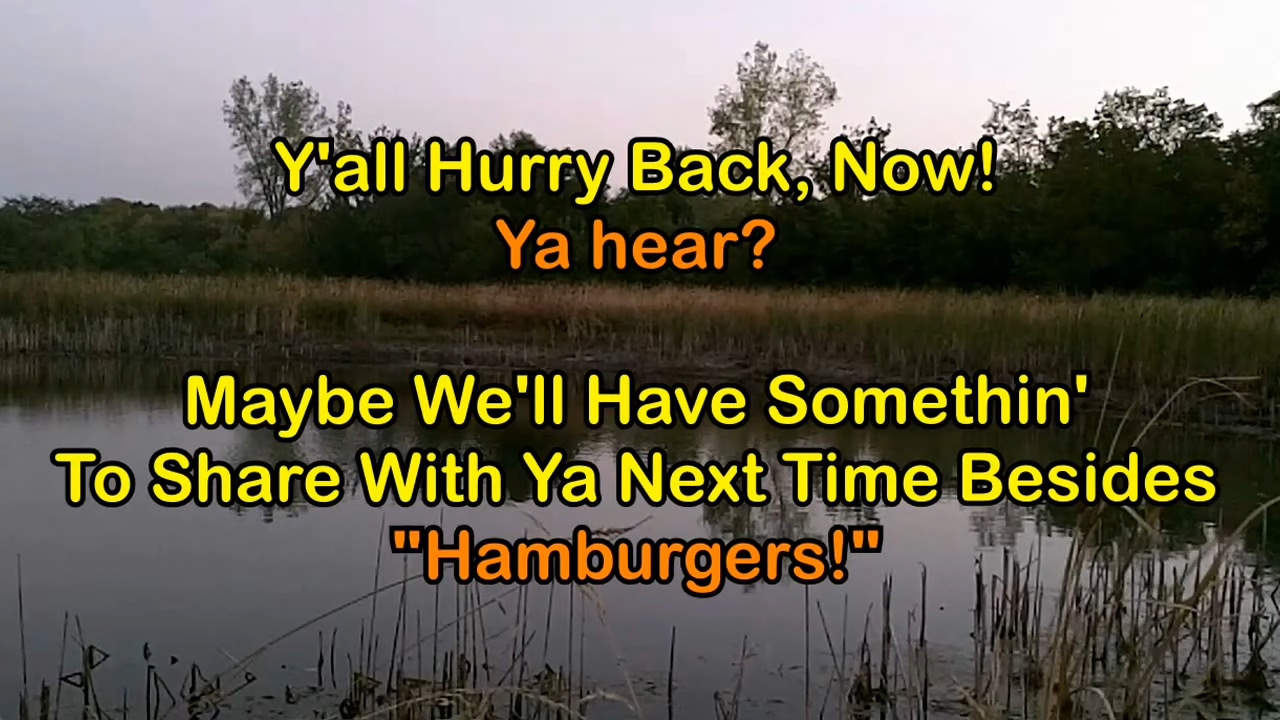 Y'all Hurry Back, Now!
Ya hear?
Maybe We'll Have Somethin'
To Share With Ya Next Time Besides
"Hamburgers!"